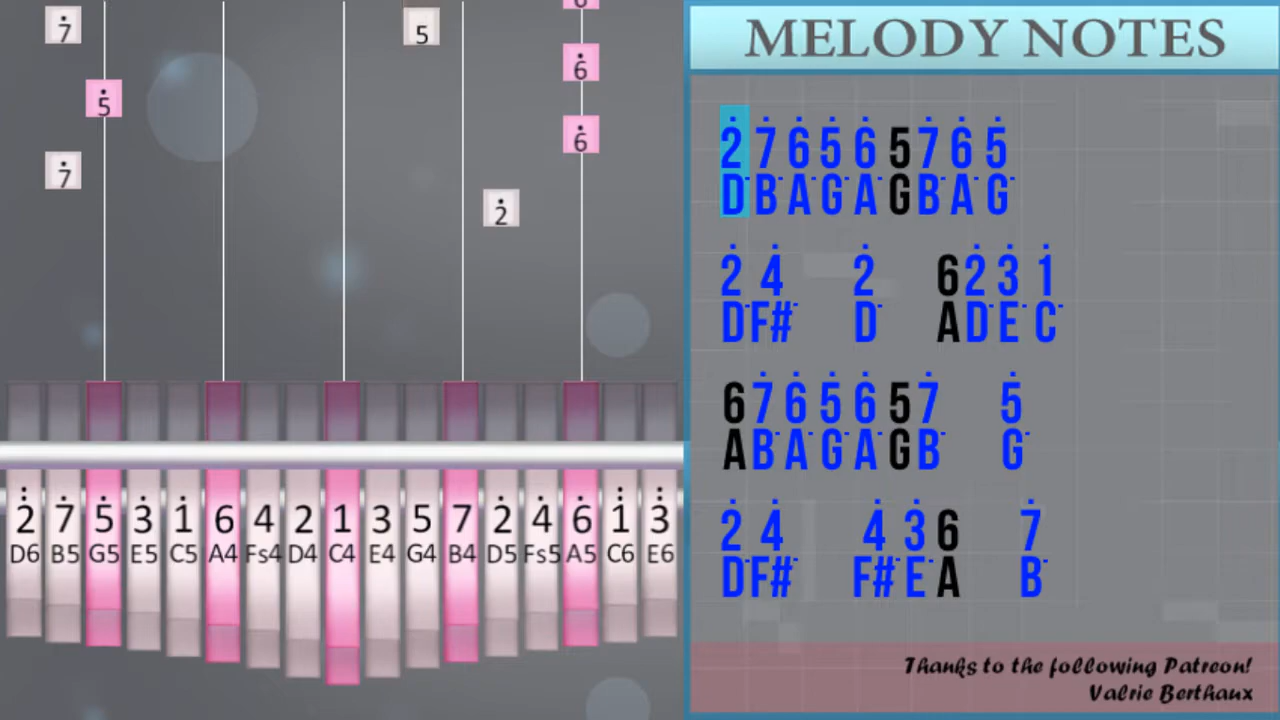 6̇
7̇
5
6̇
5̇
6̇
7̇
2̇
2̈ 7̇ 5̇ 3̇ 1̇ 6 4 2 1 3 5 7 2̇ 4̇ 6̇ 1̈ 3̈
D6 B5 G5 E5 C5 A4 Fs4 D4 C4 E4 G4 B4 D5 Fs5 A5 C6 E6
MELODY NOTES
2̇ 7̇ 6̇ 5̇ 6̇ 5 7̇ 6̇ 5̇
D˙ B˙ A˙ G˙ A˙ G B˙ A˙ G˙
2̇ 4̇ 2̇ 6 2̇ 3̇ 1̇
D˙ F#˙ D˙ A D˙ E˙ C˙
6 7̇ 6̇ 5̇ 6̇ 5 7̇ 5̇
A B˙ A˙ G˙ A˙ G B˙ G˙
2̇ 4̇ 4̇ 3̇ 6 7̇
D˙ F#˙ F#˙ E˙ A B˙
Thanks to the following Patreon!
Valrie Berthaux